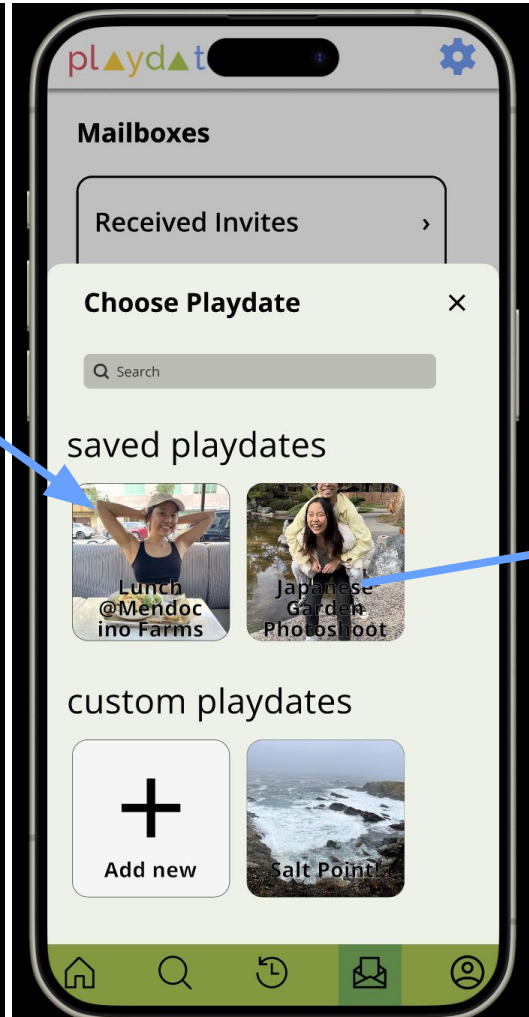 playdat
Mailboxes
Received Invites ›
Choose Playdate
Search
saved playdates
Lunch
@Mendoc
ino Farms
Japanese
Garden
Photoshoot
custom playdates
Add new
Salt Point!